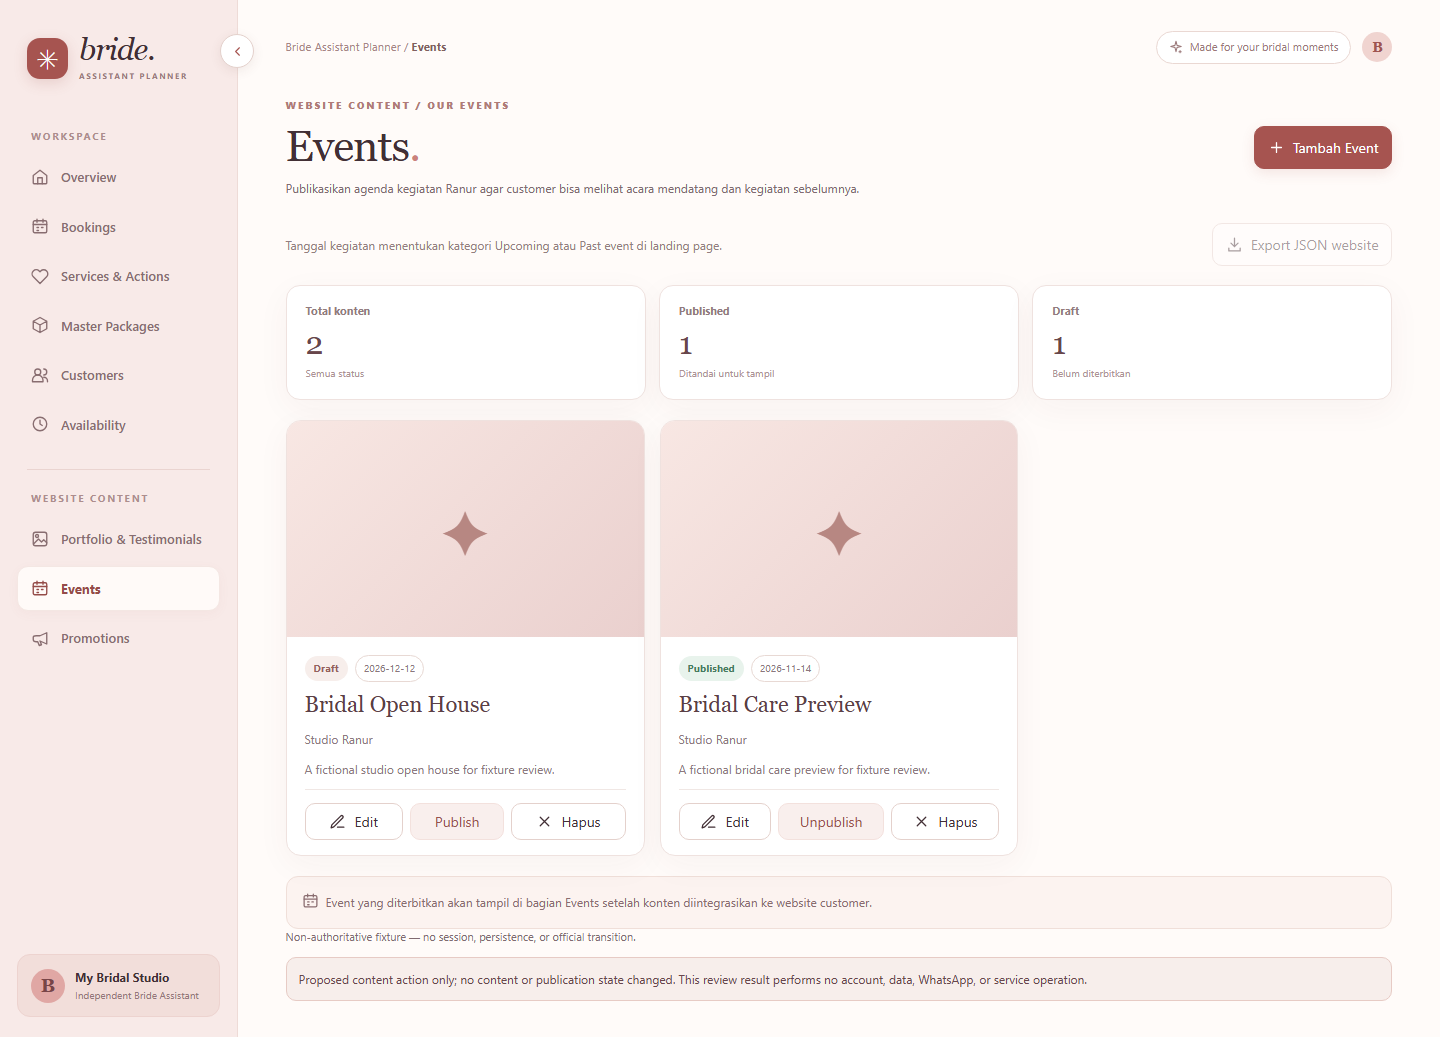 bride.
ASSISTANT PLANNER
WORKSPACE
Overview
Bookings
Services & Actions
Master Packages
Customers
Availability
WEBSITE CONTENT
Portfolio & Testimonials
Events
Promotions
B
My Bridal Studio
Independent Bride Assistant
Bride Assistant Planner / Events
Made for your bridal moments
B
WEBSITE CONTENT / OUR EVENTS
Events.
Publikasikan agenda kegiatan Ranur agar customer bisa melihat acara mendatang dan kegiatan sebelumnya.
Tambah Event
Tanggal kegiatan menentukan kategori Upcoming atau Past event di landing page.
Export JSON website
Total konten
2
Semua status
Published
1
Ditandai untuk tampil
Draft
1
Belum diterbitkan
Draft
2026-12-12
Bridal Open House
Studio Ranur
A fictional studio open house for fixture review.
Edit
Publish
Hapus
Published
2026-11-14
Bridal Care Preview
Studio Ranur
A fictional bridal care preview for fixture review.
Edit
Unpublish
Hapus
Event yang diterbitkan akan tampil di bagian Events setelah konten diintegrasikan ke website customer.
Non-authoritative fixture — no session, persistence, or official transition.
Proposed content action only; no content or publication state changed. This review result performs no account, data, WhatsApp, or service operation.